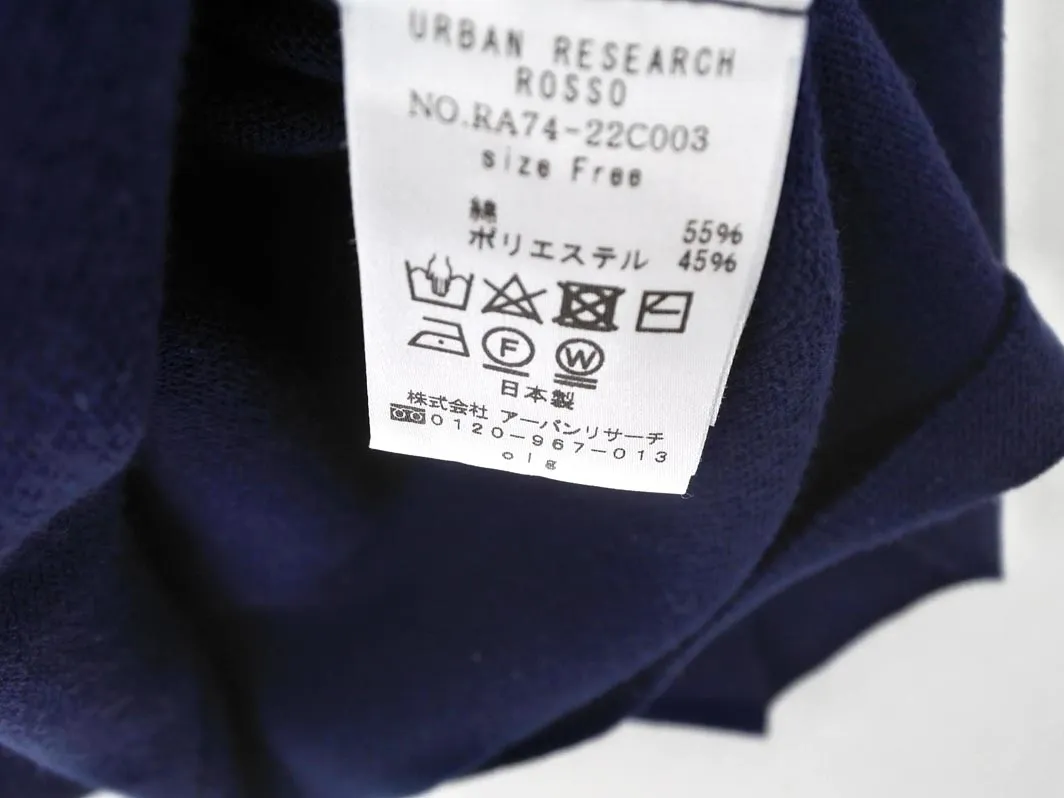 URBAN RESEARCH
ROSSO
NO.RA74-22C003
size Free
綿 55%
ポリエステル 45%
F W
日本製
株式会社 アーバンリサーチ
0120-967-013